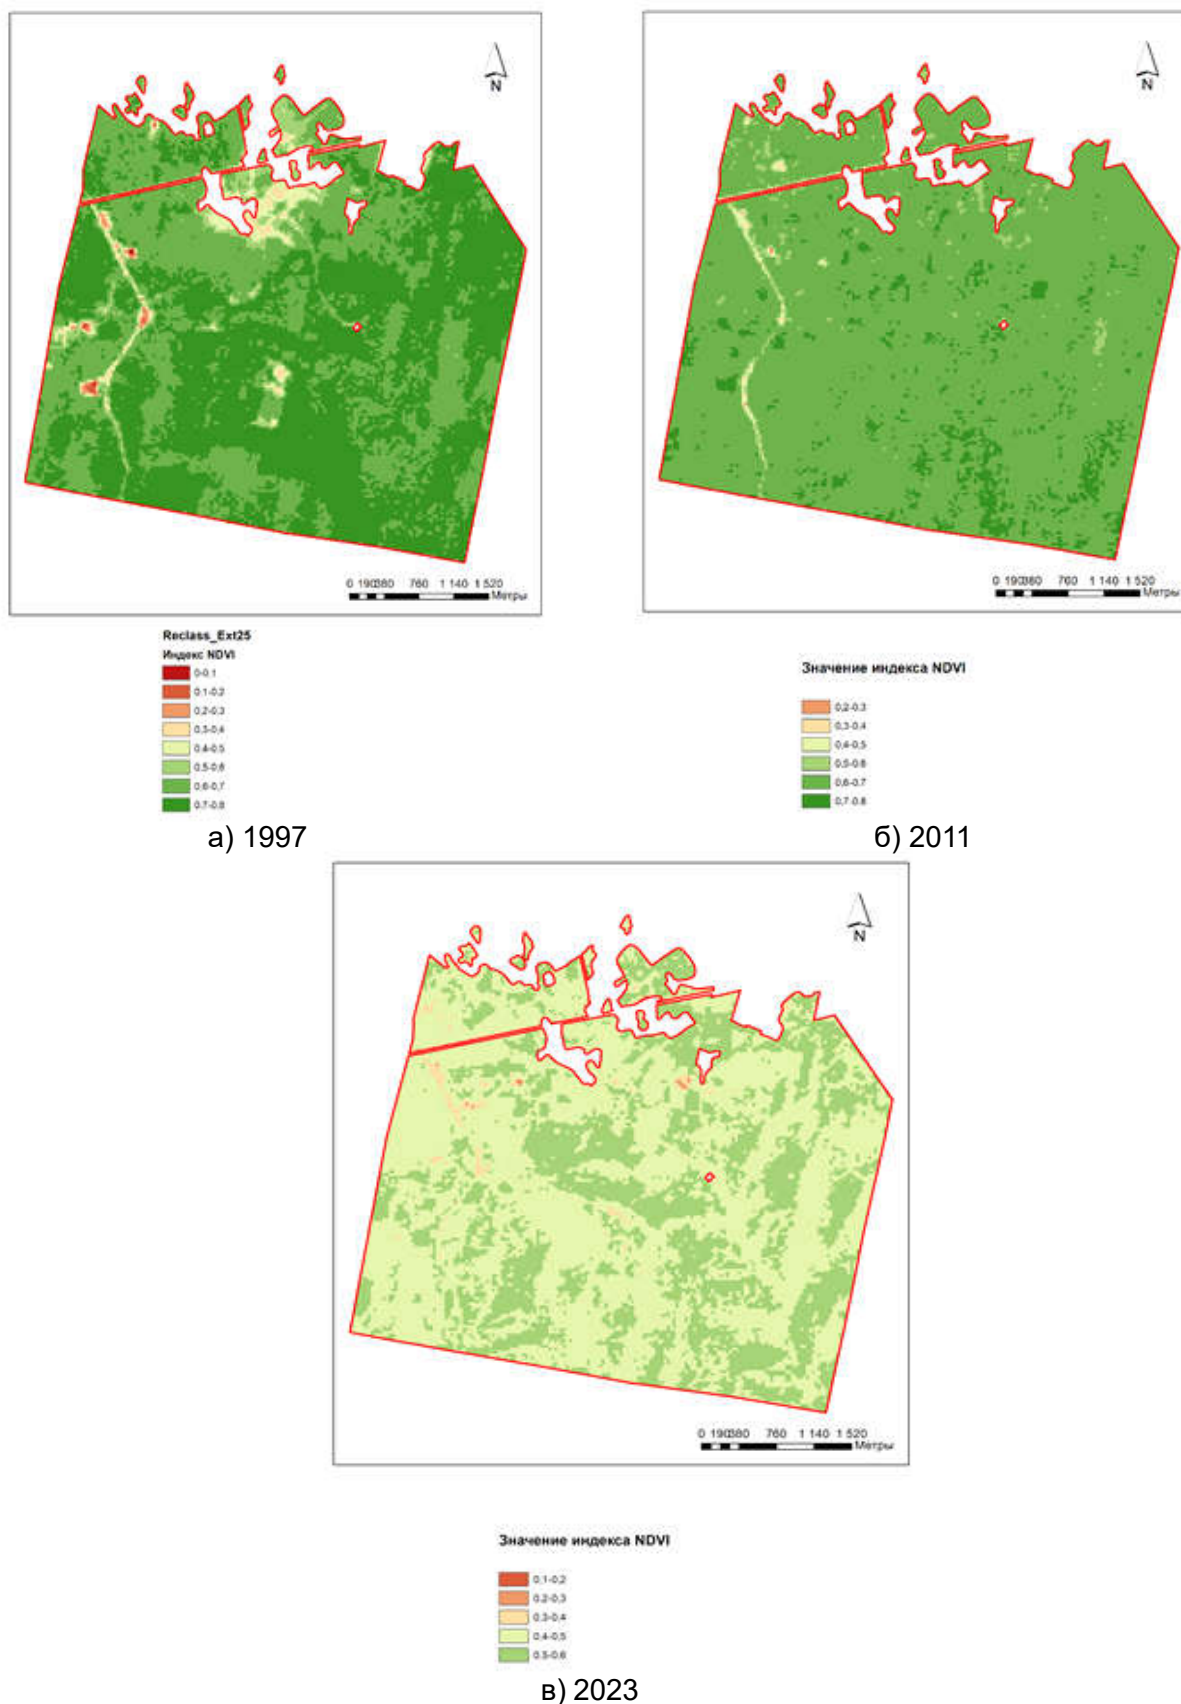 N
0 190380 760 1 140 1 520
Метры
Reclass_Ext25
Индекс NDVI
0-0,1
0,1-0,2
0,2-0,3
0,3-0,4
0,4-0,5
0,5-0,6
0,6-0,7
0,7-0,8
а) 1997
N
0 190380 760 1 140 1 520
Метры
Значение индекса NDVI
0,2-0,3
0,3-0,4
0,4-0,5
0,5-0,6
0,6-0,7
0,7-0,8
б) 2011
N
0 190380 760 1 140 1 520
Метры
Значение индекса NDVI
0,1-0,2
0,2-0,3
0,3-0,4
0,4-0,5
0,5-0,6
в) 2023